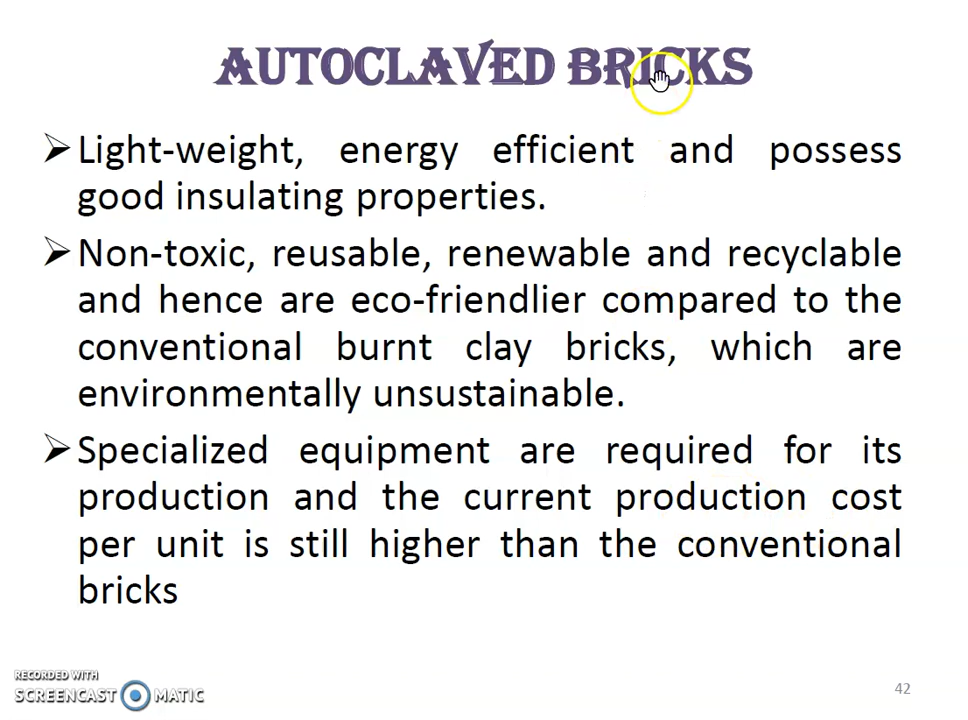 AUTOCLAVED BRICKS
➢Light-weight, energy efficient and possess
good insulating properties.
➢Non-toxic, reusable, renewable and recyclable
and hence are eco-friendlier compared to the
conventional burnt clay bricks, which are
environmentally unsustainable.
➢Specialized equipment are required for its
production and the current production cost
per unit is still higher than the conventional
bricks
RECORDED WITH
SCREENCAST MATIC
42